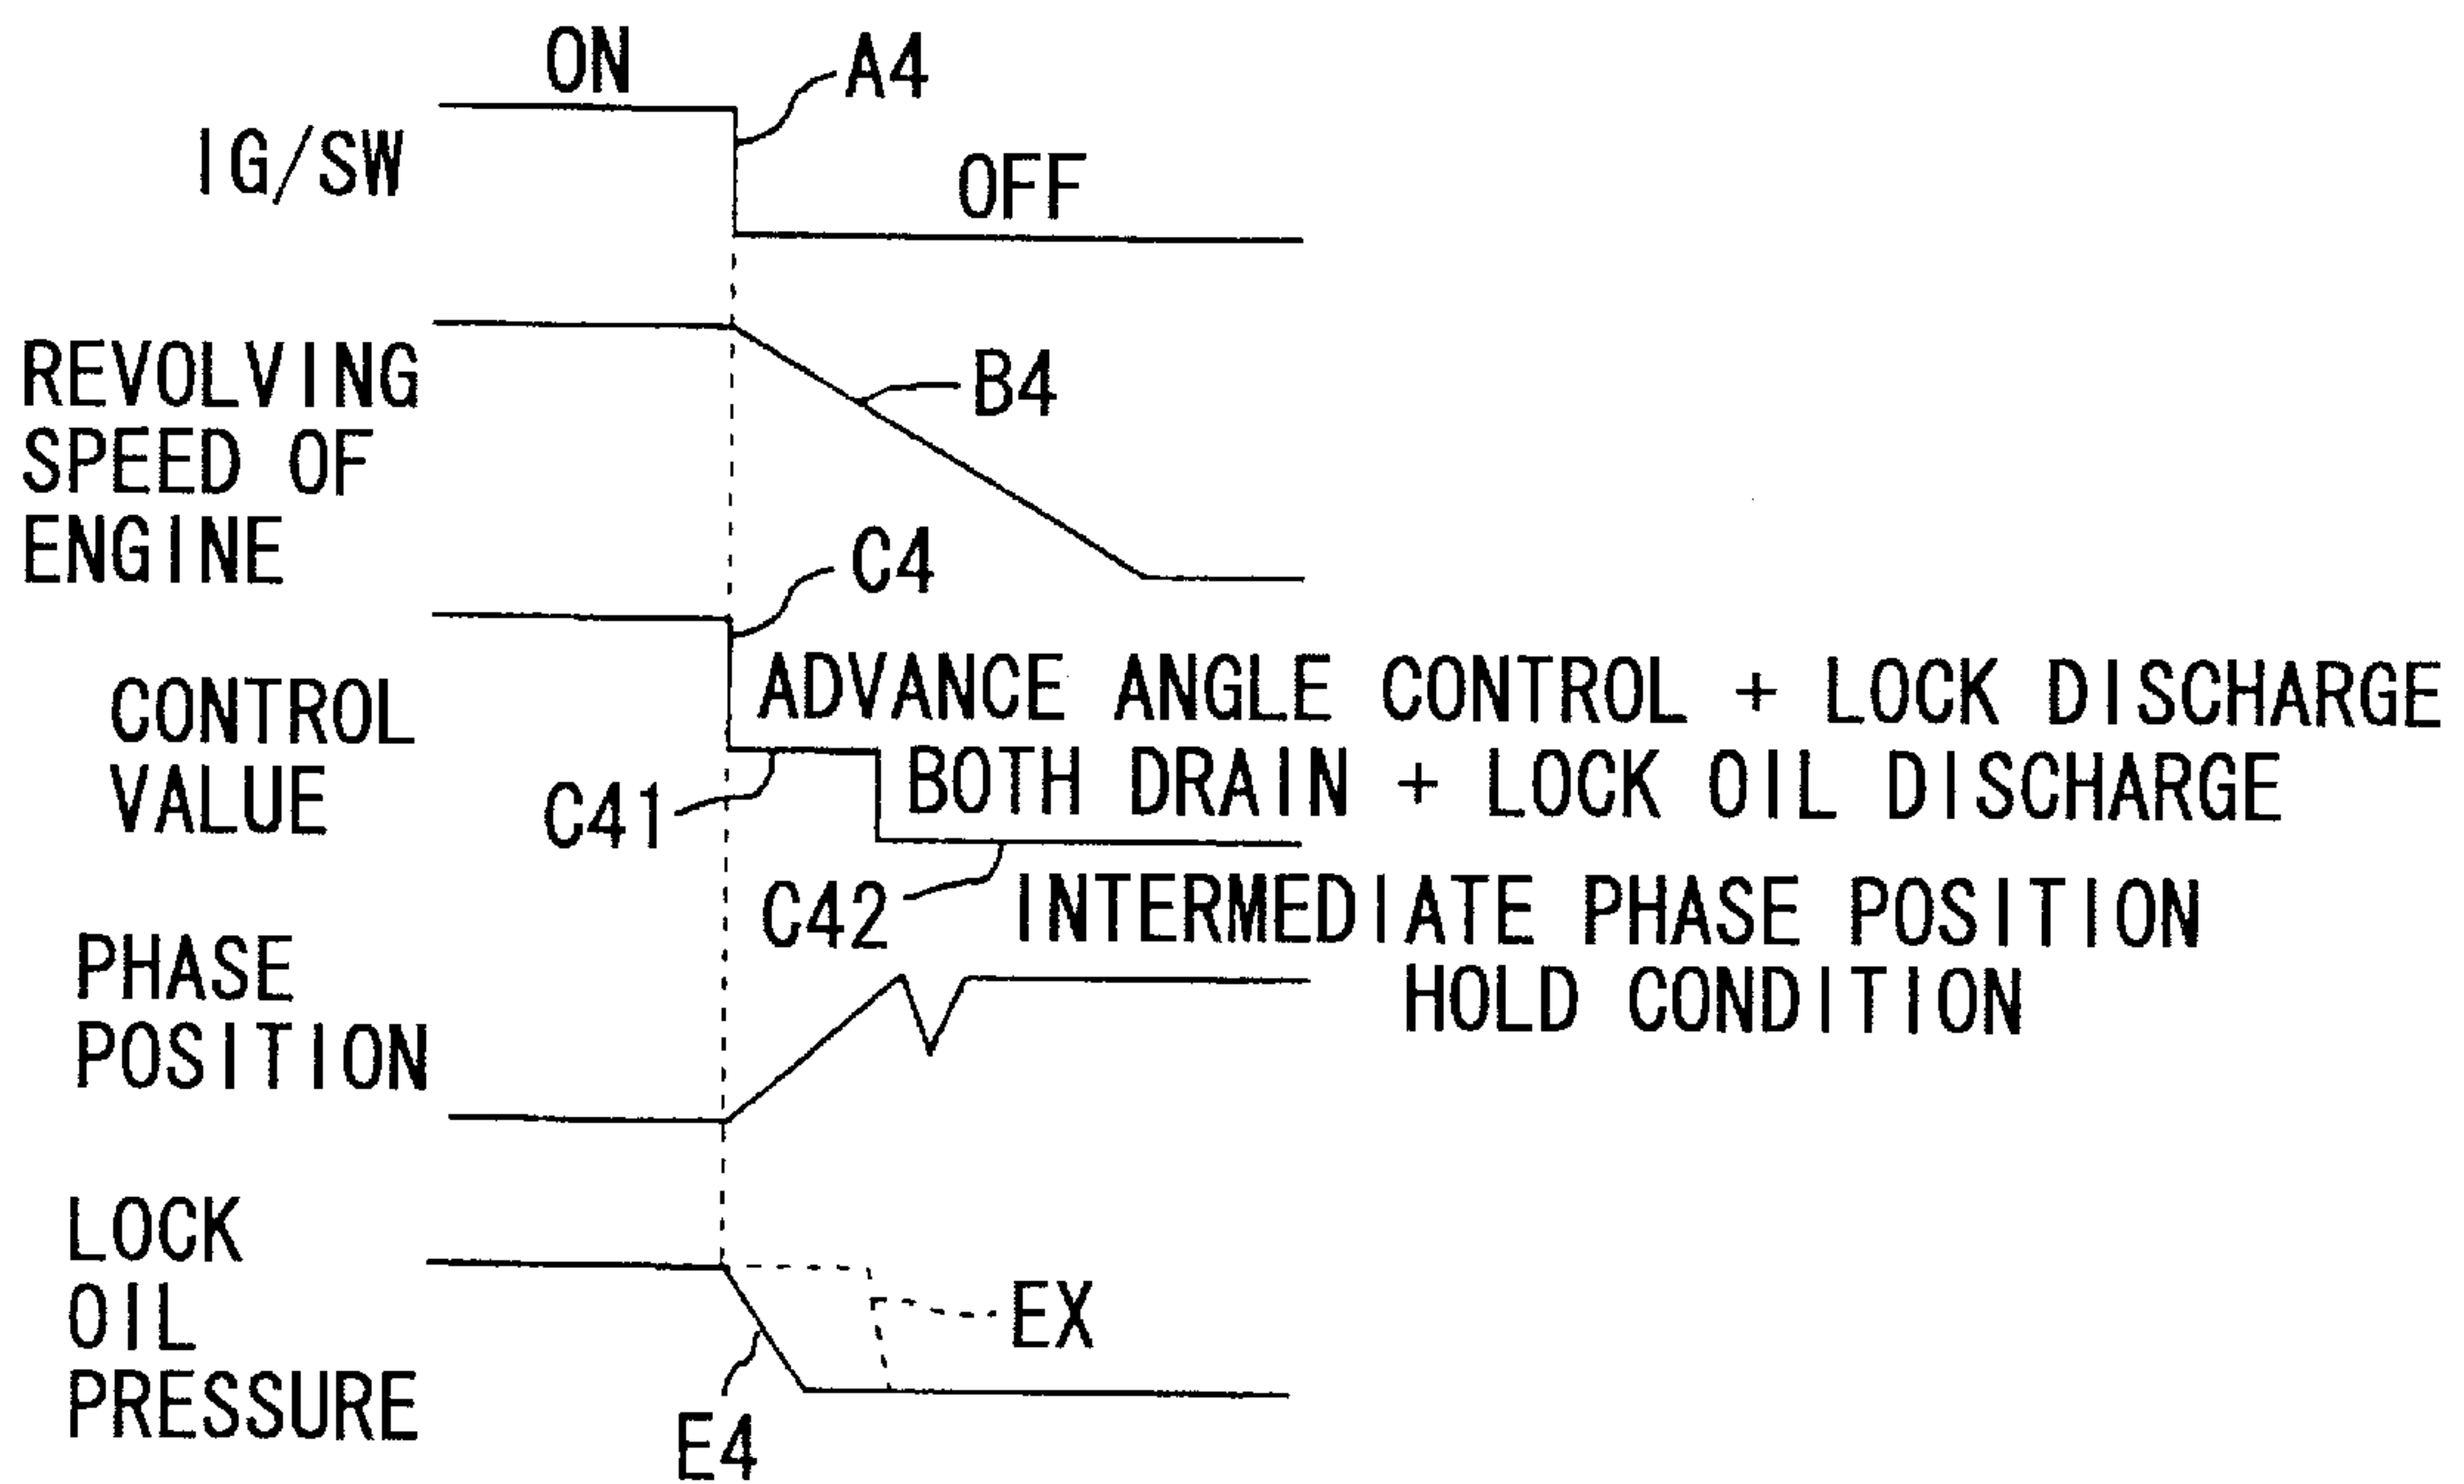 ON
A4
IG/SW
OFF
REVOLVING
SPEED OF
ENGINE
B4
C4
CONTROL
VALUE
ADVANCE ANGLE CONTROL + LOCK DISCHARGE
BOTH DRAIN + LOCK OIL DISCHARGE
C41
C42
INTERMEDIATE PHASE POSITION
HOLD CONDITION
PHASE
POSITION
LOCK
OIL
PRESSURE
EX
E4